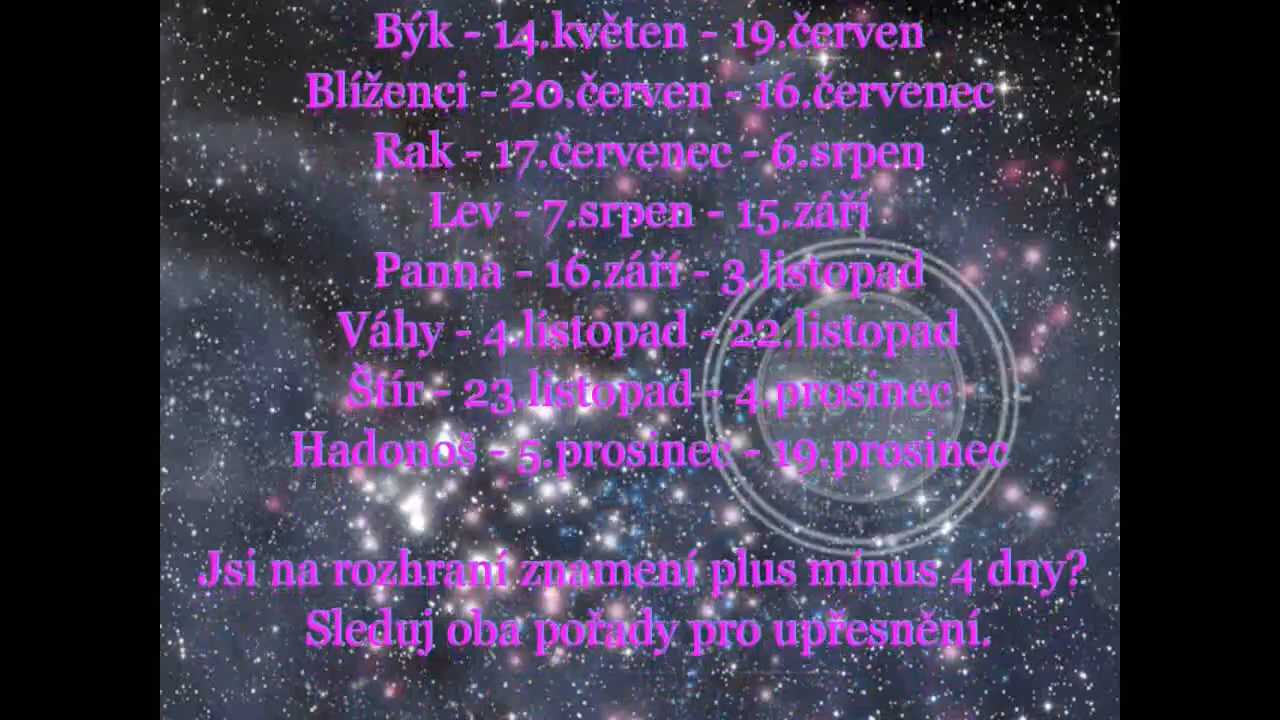 Býk - 14.květen - 19.červen
Blíženci - 20.červen - 16.červenec
Rak - 17.červenec - 6.srpen
Lev - 7.srpen - 15.září
Panna - 16.září - 3.listopad
Váhy - 4.listopad - 22.listopad
Štír - 23.listopad - 4.prosinec
Hadonoš - 5.prosinec - 19.prosinec
Jsi na rozhraní znamení plus mínus 4 dny?
Sleduj oba pořady pro upřesnění.